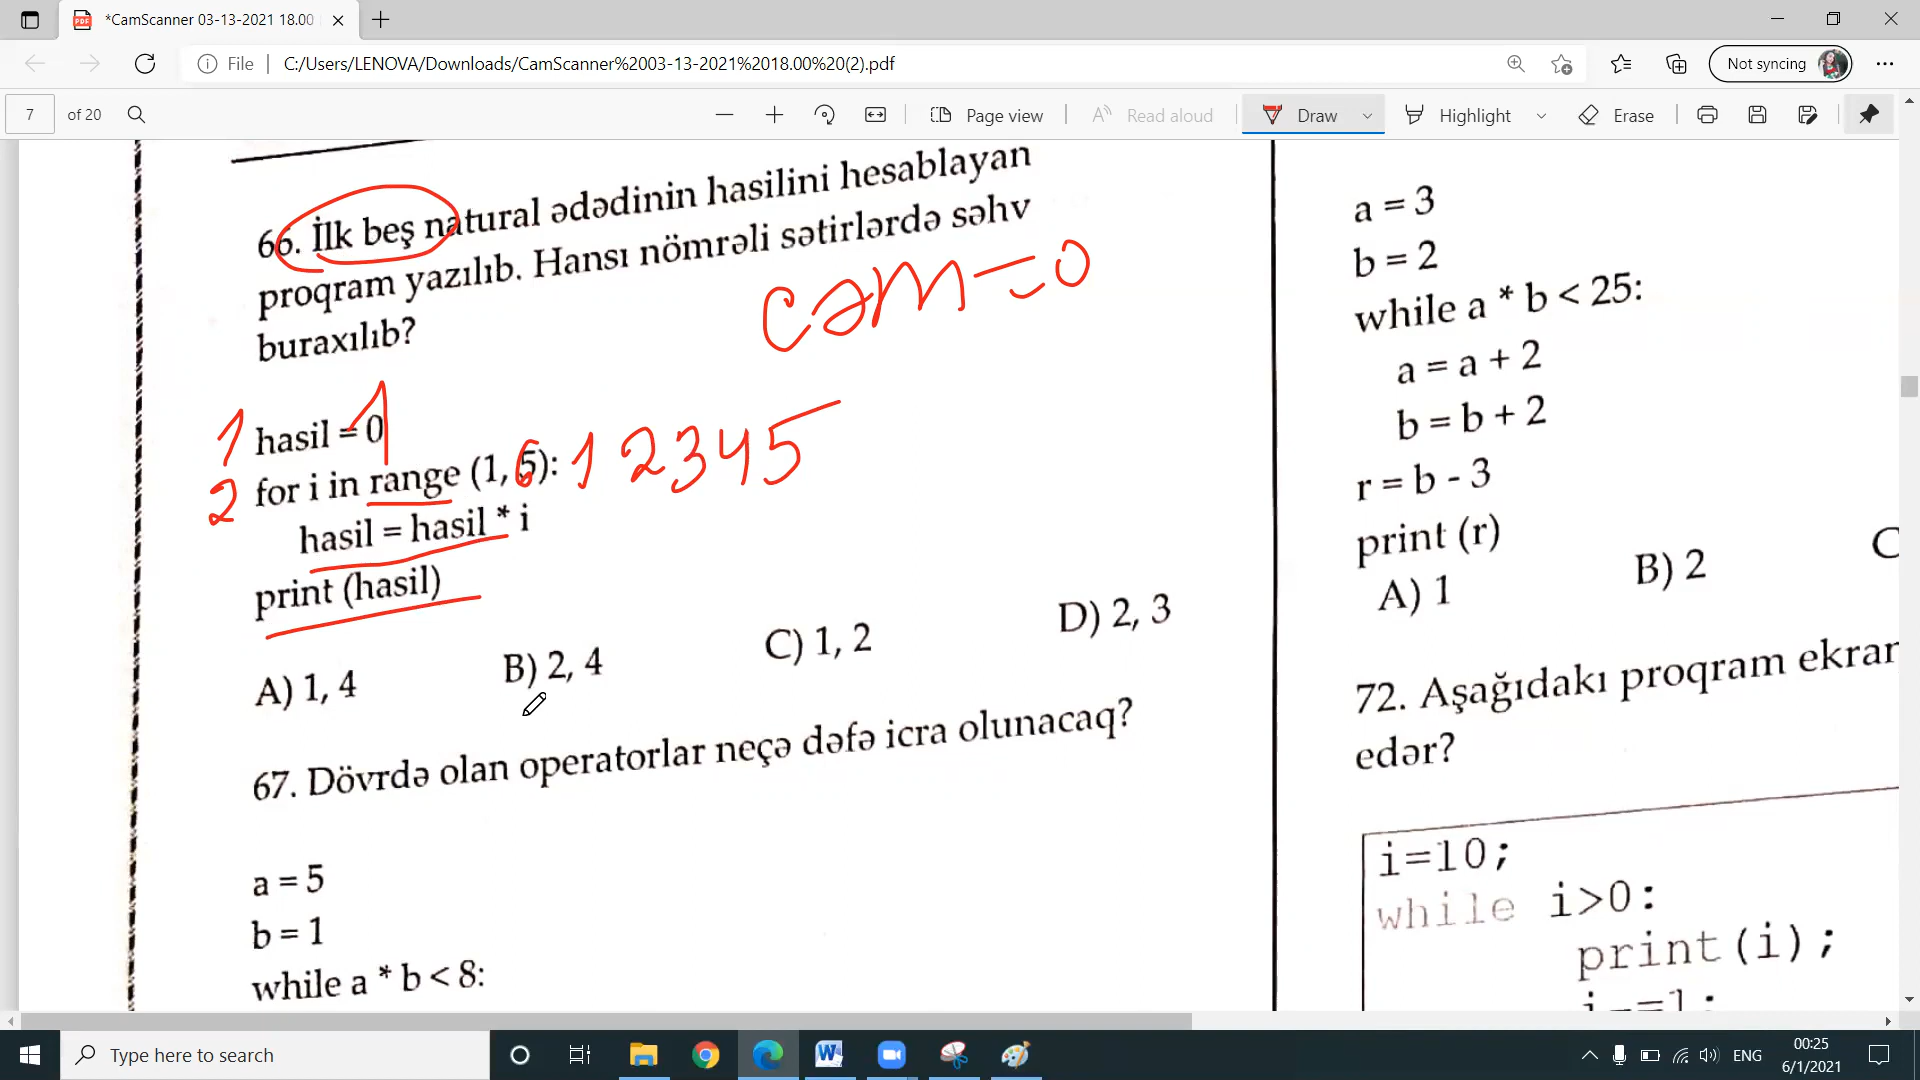 *CamScanner 03-13-2021 18.00
File
C:/Users/LENOVA/Downloads/CamScanner%2003-13-2021%2018.00%20(2).pdf
Not syncing
7 of 20
Page view
Read aloud
Draw
Highlight
Erase
66. İlk beş natural ədədinin hasilini hesablayan
proqram yazılıb. Hansı nömrəli sətirlərdə səhv
buraxılıb?
cəm=0
1 hasil = 0 1
2 for i in range (1, 5): 6 1 2 3 4 5
hasil = hasil * i
print (hasil)
A) 1, 4
B) 2, 4
C) 1, 2
D) 2, 3
67. Dövrdə olan operatorlar neçə dəfə icra olunacaq?
a = 5
b = 1
while a * b < 8:
a = 3
b = 2
while a * b < 25:
a = a + 2
b = b + 2
r = b - 3
print (r)
A) 1
B) 2
C
72. Aşağıdakı proqram ekran
edər?
i=10;
while i>0:
print(i);
i-=1;
Type here to search
ENG
00:25
6/1/2021